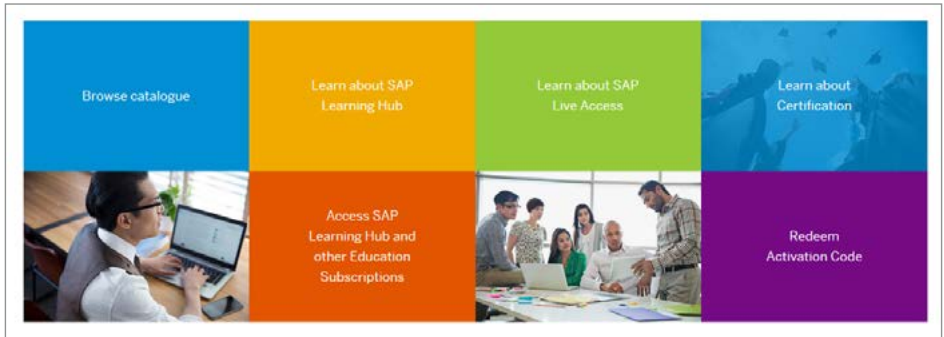 Browse catalogue
Learn about SAP
Learning Hub
Learn about SAP
Live Access
Learn about
Certification
Access SAP
Learning Hub and
other Education
Subscriptions
Redeem
Activation Code